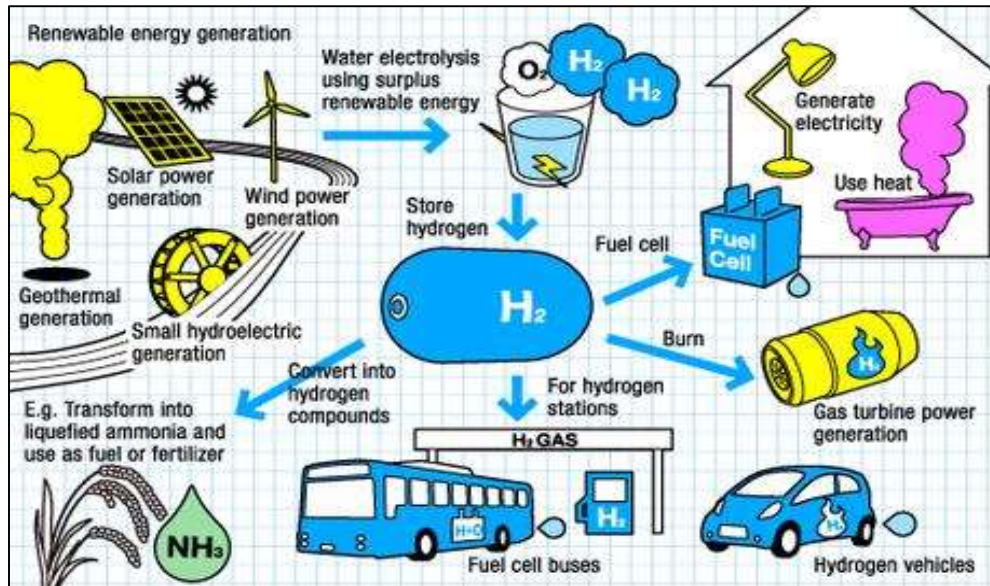 Renewable energy generation
Solar power
generation
Wind power
generation
Geothermal
generation
Small hydroelectric
generation
Water electrolysis
using surplus
renewable energy
O₂
H₂
H₂
Store
hydrogen
H₂
Fuel cell
Fuel
Cell
Generate
electricity
Use heat
Burn
H₂
Gas turbine power
generation
Convert into
hydrogen
compounds
E.g. Transform into
liquefied ammonia and
use as fuel or fertilizer
NH₃
For hydrogen
stations
H₂ GAS
H₂
Fuel cell buses
H₂
Hydrogen vehicles